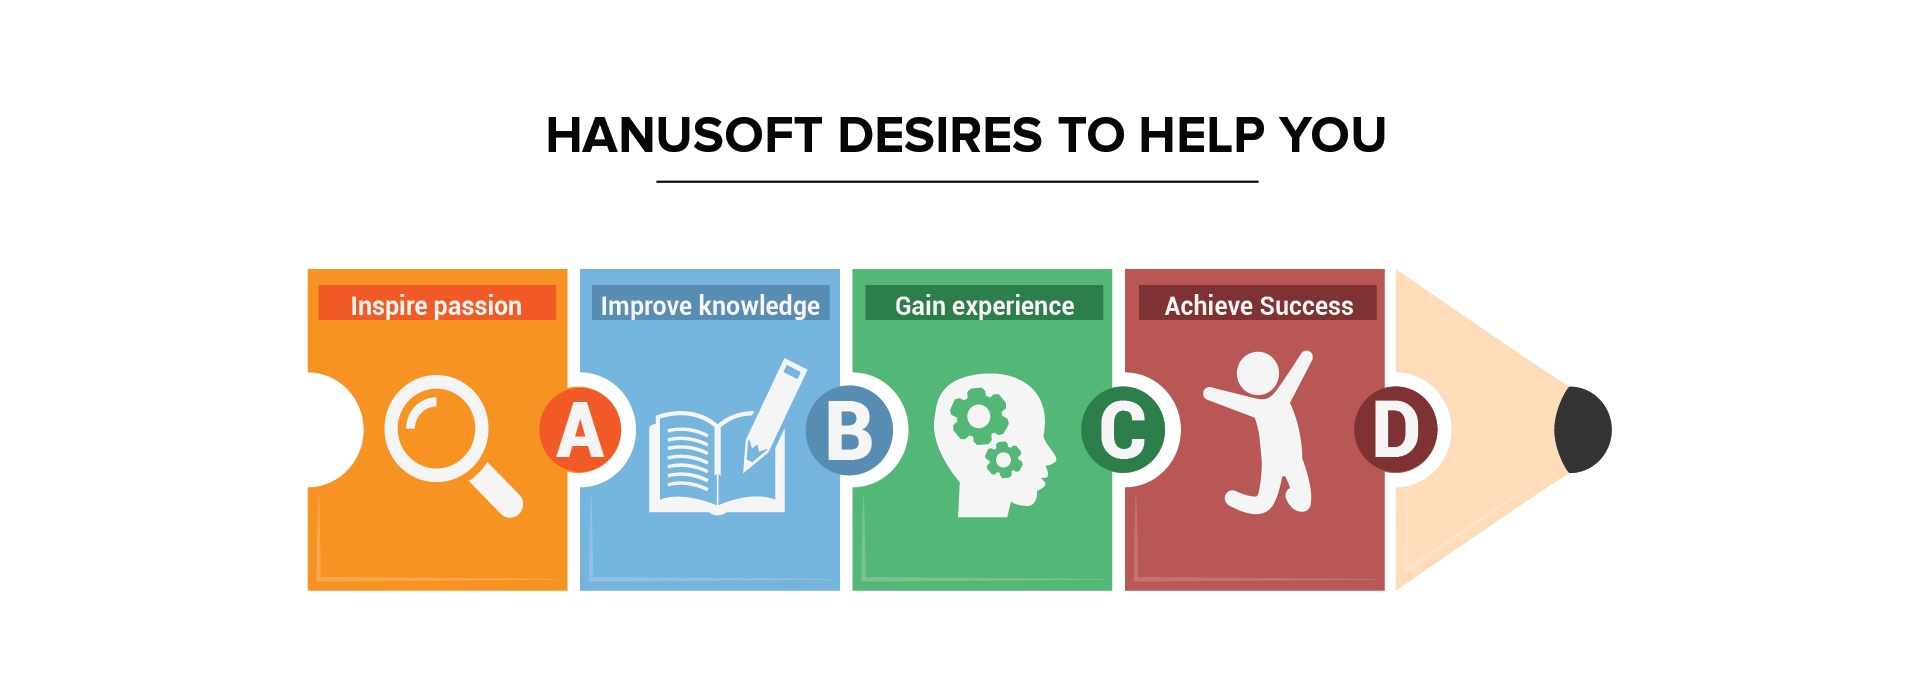 HANUSOFT DESIRES TO HELP YOU
Inspire passion
Improve knowledge
Gain experience
Achieve Success
A
B
C
D